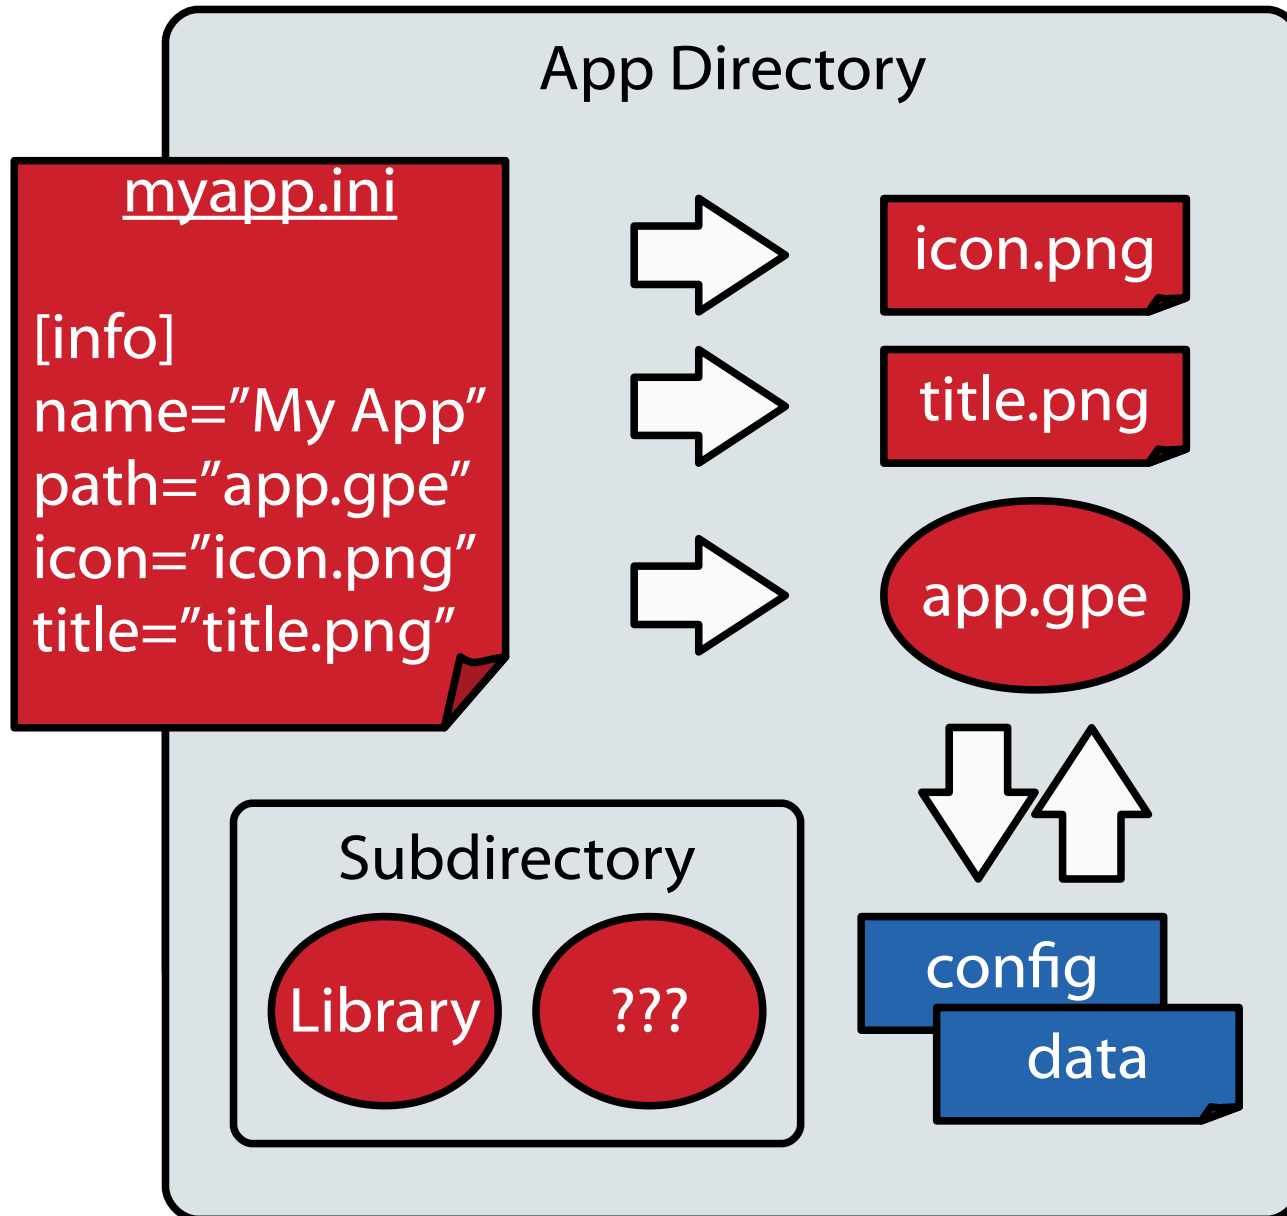 App Directory
myapp.ini
[info]
name=”My App”
path=”app.gpe”
icon=”icon.png”
title=”title.png”
icon.png
title.png
app.gpe
Subdirectory
Library
???
config
data